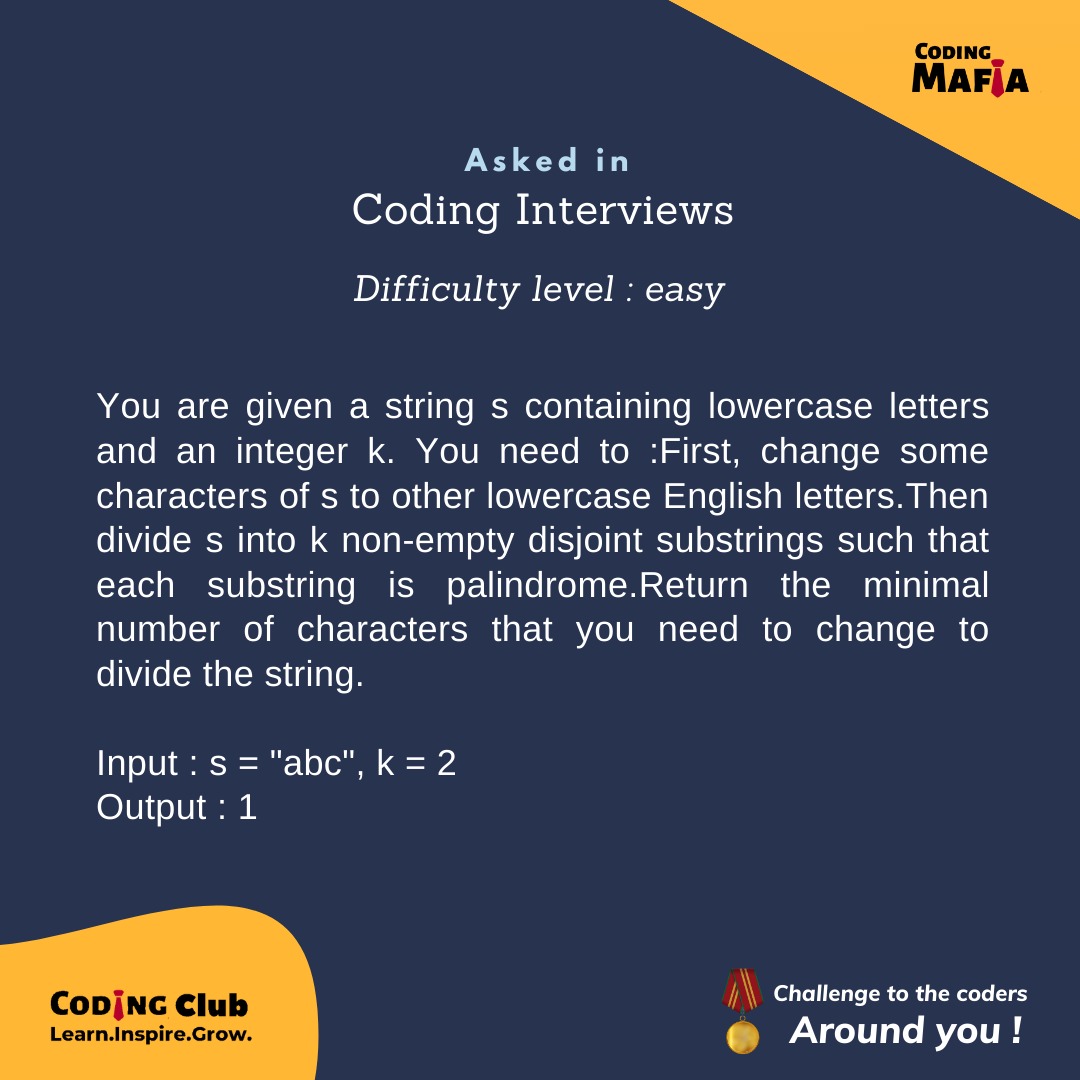 CODING
MAFIA
Asked in
Coding Interviews
Difficulty level : easy
You are given a string s containing lowercase letters
and an integer k. You need to :First, change some
characters of s to other lowercase English letters.Then
divide s into k non-empty disjoint substrings such that
each substring is palindrome.Return the minimal
number of characters that you need to change to
divide the string.
Input : s = "abc", k = 2
Output : 1
CODING Club
Learn.Inspire.Grow.
Challenge to the coders
Around you !